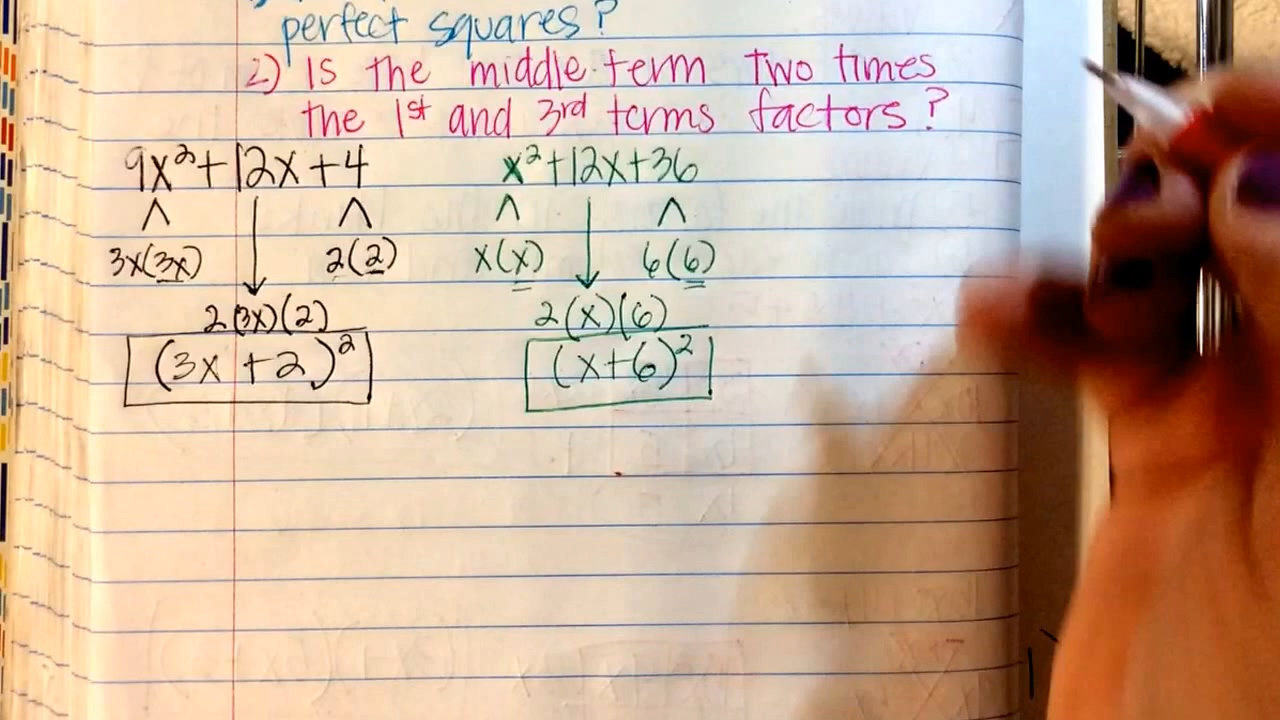 perfect squares?
2) Is the middle term two times
the 1st and 3rd terms factors?
9x²+12x+4 x²+12x+36
3x(3x) 2(2) x(x) 6(6)
2(3x)(2) 2(x)(6)
(3x+2)² (x+6)²